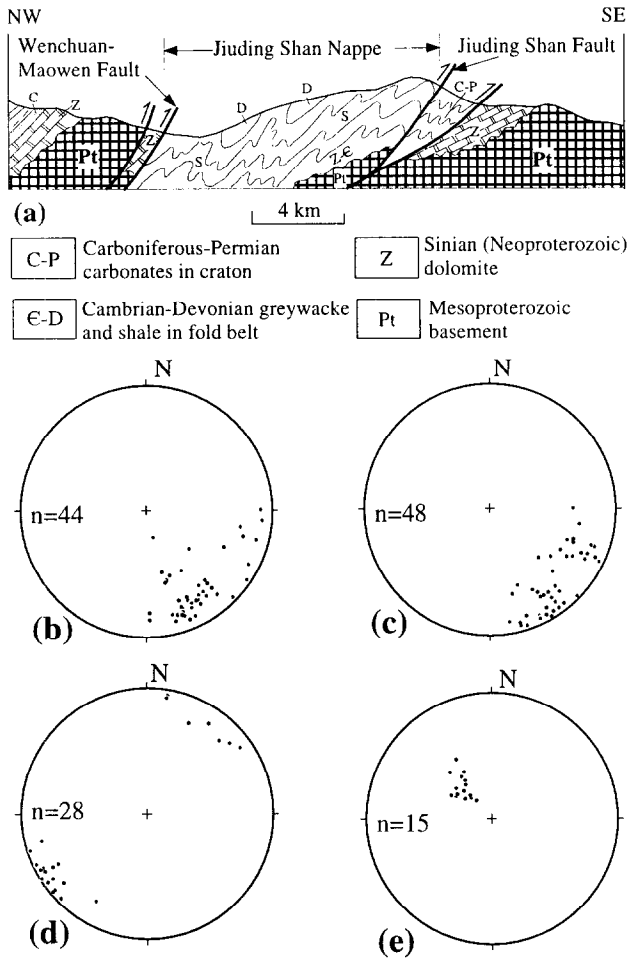 NW
SE
Wenchuan-
Maowen Fault
Jiuding Shan Nappe
Jiuding Shan Fault
C
Z
D
D
C-P
Z
Pt
Z
S
S
Z Є
Pt
Pt
(a)
4 km
C-P
Carboniferous-Permian
carbonates in craton
Z
Sinian (Neoproterozoic)
dolomite
Є-D
Cambrian-Devonian greywacke
and shale in fold belt
Pt
Mesoproterozoic
basement
N
N
n=44
n=48
(b)
(c)
N
N
n=28
n=15
(d)
(e)